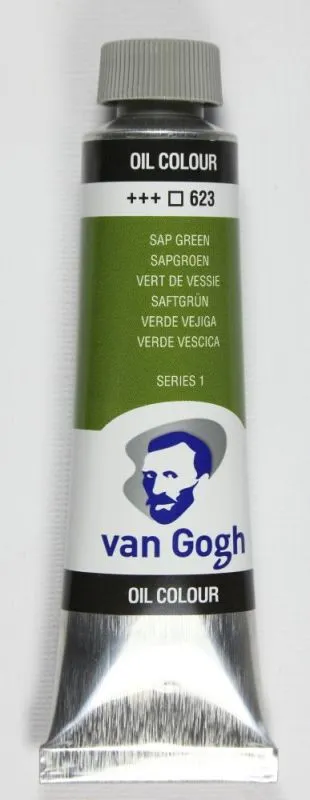 OIL COLOUR
+++ □ 623
SAP GREEN
SAPGROEN
VERT DE VESSIE
SAFTGRÜN
VERDE VEJIGA
VERDE VESCICA
SERIES 1
van Gogh
OIL COLOUR